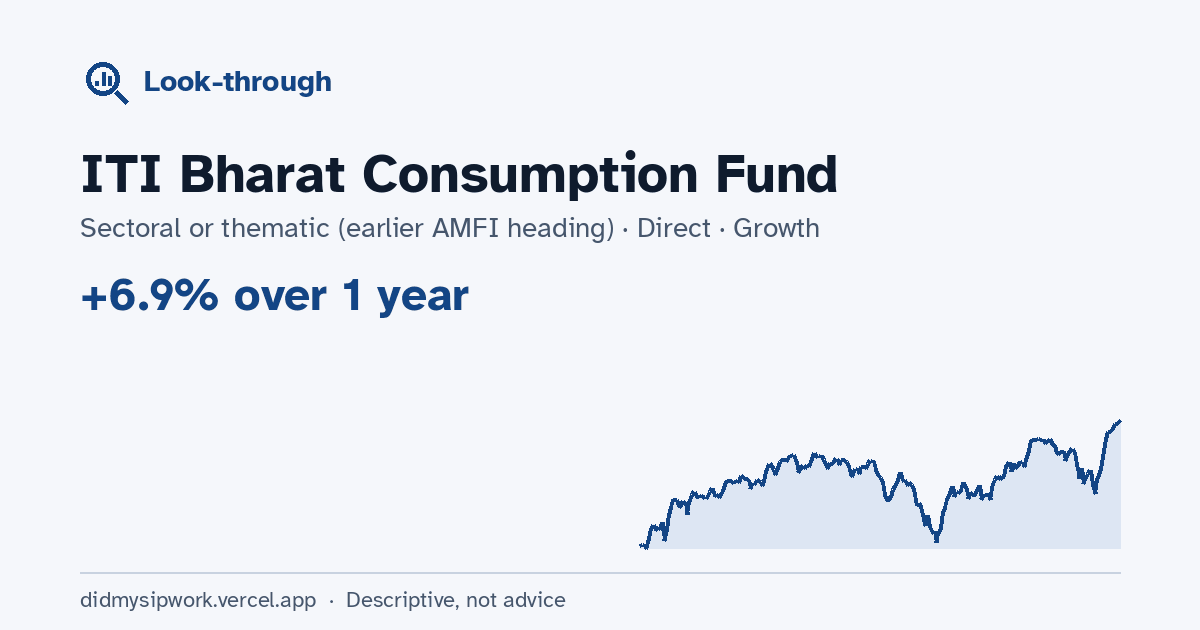 Look-through
ITI Bharat Consumption Fund
Sectoral or thematic (earlier AMFI heading) · Direct · Growth
+6.9% over 1 year
didmysipwork.vercel.app · Descriptive, not advice